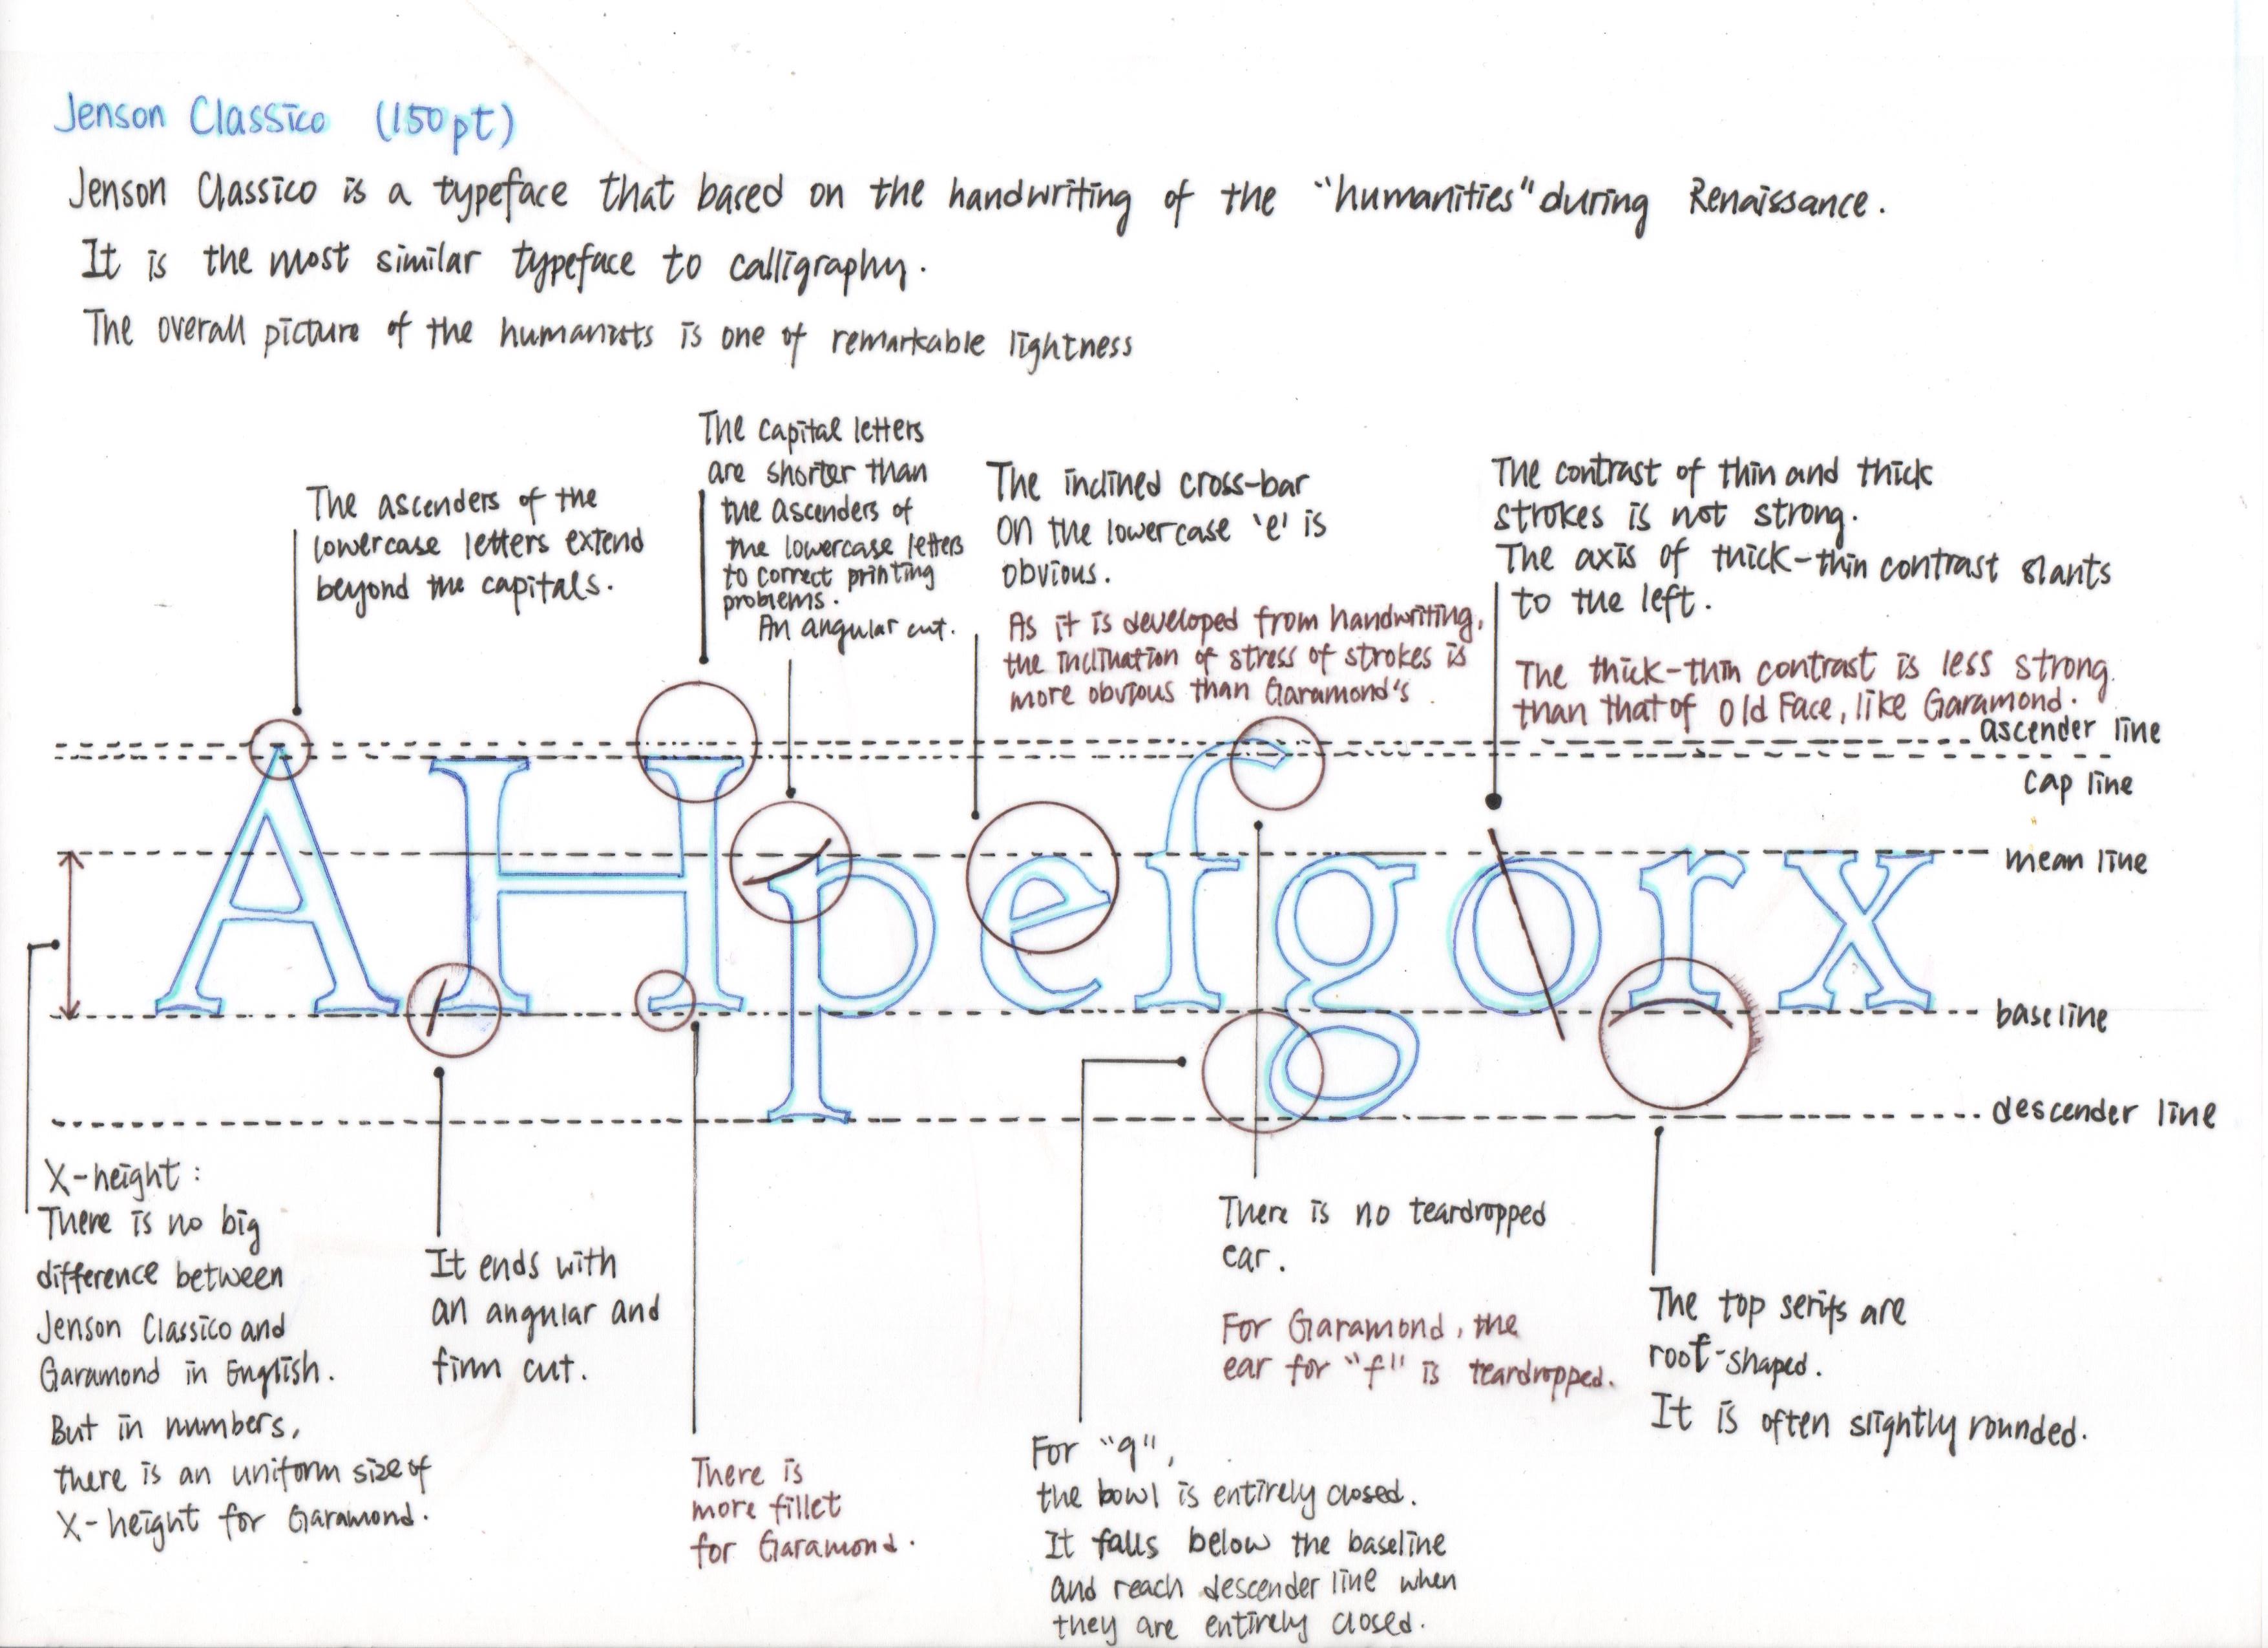 Jenson Classico (150pt)
Jenson Classico is a typeface that based on the handwriting of the "humanities" during Renaissance.
It is the most similar typeface to calligraphy.
The overall picture of the humanists is one of remarkable lightness
The ascenders of the
lowercase letters extend
beyond the capitals.
The capital letters
are shorter than
the ascenders of
the lowercase letters
to correct printing
problems.
An angular cut.
The inclined cross-bar
on the lowercase 'e' is
obvious.
As it is developed from handwriting,
the inclination of stress of strokes is
more obvious than Garamond's
The contrast of thin and thick
strokes is not strong.
The axis of thick-thin contrast slants
to the left.
The thick-thin contrast is less strong
than that of Old Face, like Garamond.
ascender line
cap line
mean line
AHpefgorx
baseline
descender line
X-height:
There is no big
difference between
Jenson Classico and
Garamond in English.
But in numbers,
there is an uniform size of
X-height for Garamond.
It ends with
an angular and
firm cut.
There is
more fillet
for Garamond.
For "g",
the bowl is entirely closed.
It falls below the baseline
and reach descender line when
they are entirely closed.
There is no teardropped
ear.
For Garamond, the
ear for "f" is teardropped.
The top serifs are
roof-shaped.
It is often slightly rounded.